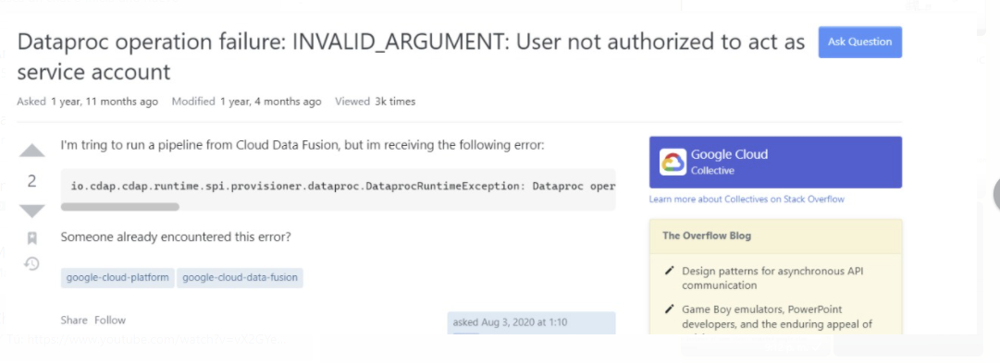 Dataproc operation failure: INVALID_ARGUMENT: User not authorized to act as
service account
Ask Question
Asked 1 year, 11 months ago Modified 1 year, 4 months ago Viewed 3k times
I'm tring to run a pipeline from Cloud Data Fusion, but im receiving the following error:
2
io.cdap.cdap.runtime.spi.provisioner.dataproc.DataprocRuntimeException: Dataproc oper
Someone already encountered this error?
google-cloud-platform google-cloud-data-fusion
Share Follow
asked Aug 3, 2020 at 1:10
Google Cloud
Collective
Learn more about Collectives on Stack Overflow
The Overflow Blog
Design patterns for asynchronous API
communication
Game Boy emulators, PowerPoint
developers, and the enduring appeal of